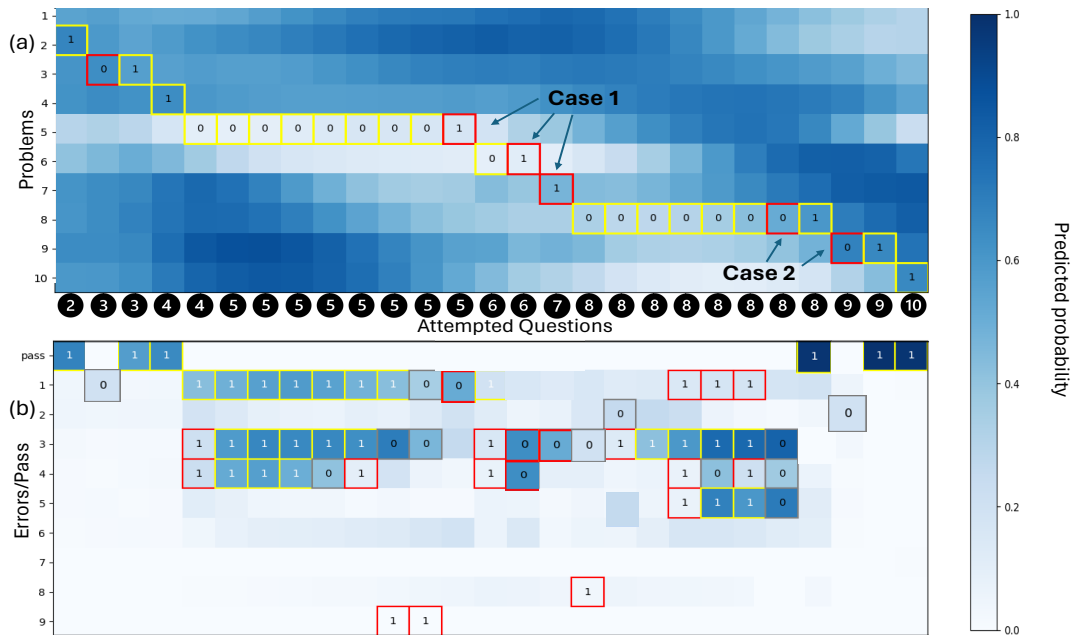 (a)
Problems
1
2 1
3 0 1
4 1
5 0 0 0 0 0 0 0 0 1
6 0 1
7 1
8 0 0 0 0 0 0 0 1
9 0 1
10 1
Case 1
Case 2
2 3 3 4 4 5 5 5 5 5 5 5 5 6 6 7 8 8 8 8 8 8 8 8 9 9 10
Attempted Questions
(b)
Errors/Pass
pass 1 1 1 1 1 1
1 0 1 1 1 1 1 1 1 0 0 1 1 1 1
2 0 0
3 1 1 1 1 1 1 0 0 1 0 0 0 1 1 1 1 1 0
4 1 1 1 1 0 1 1 0 1 0 1 0
5 1 1 1 0
6
7
8 1
9 1 1
1.0
0.8
0.6
0.4
0.2
0.0
Predicted probability